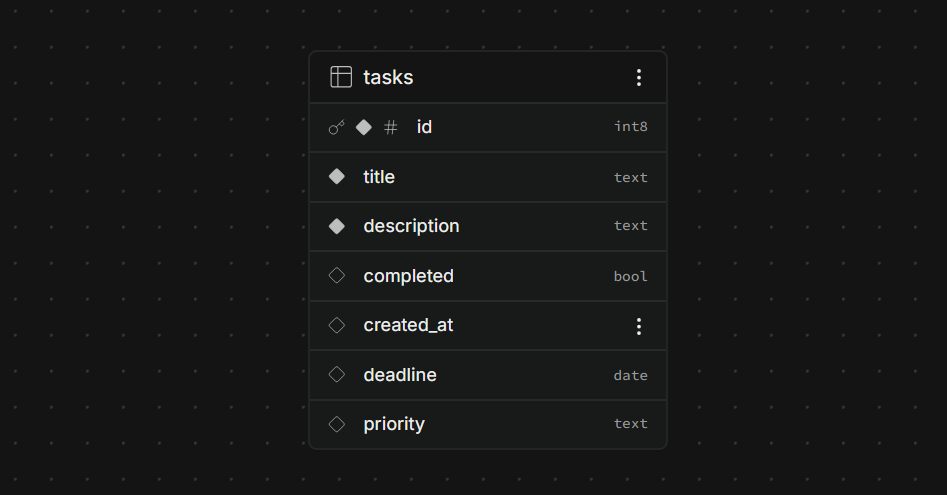 tasks
id int8
title text
description text
completed bool
created_at
deadline date
priority text